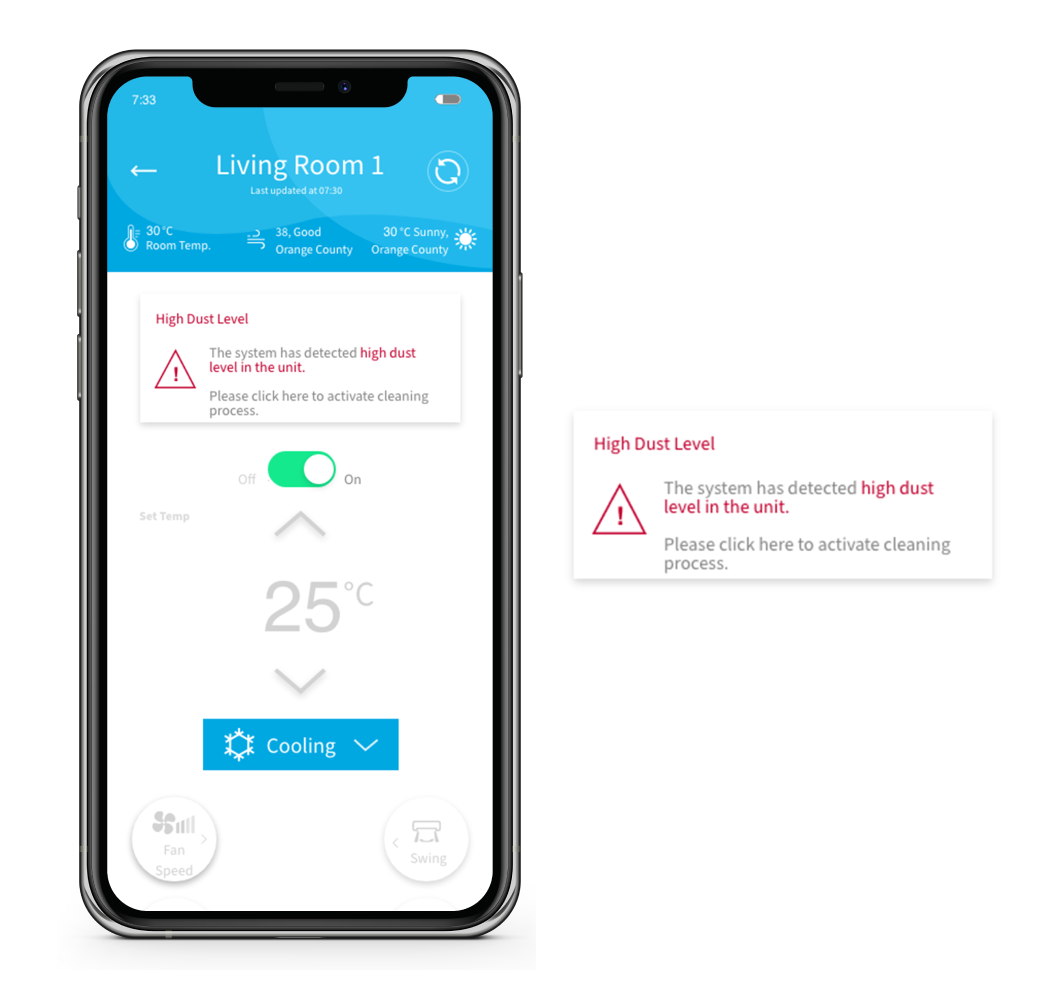 7:33
Living Room 1
Last updated at 07:30
30 °C
Room Temp.
38, Good
Orange County
30 °C Sunny,
Orange County
High Dust Level
The system has detected high dust
level in the unit.
Please click here to activate cleaning
process.
Off
On
Set Temp
25°C
Cooling
Fan
Speed
Swing
High Dust Level
The system has detected high dust
level in the unit.
Please click here to activate cleaning
process.